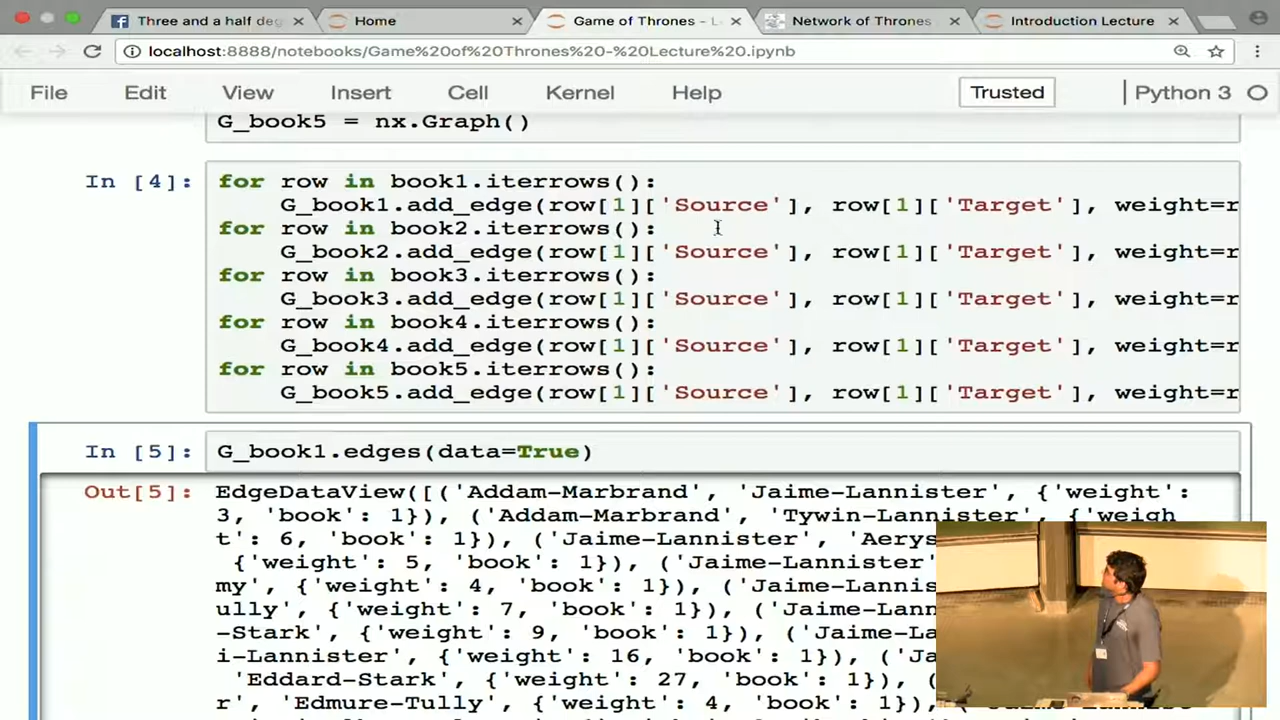 Three and a half deg
Home
Game of Thrones - L
Network of Thrones
Introduction Lecture
localhost:8888/notebooks/Game%20of%20Thrones%20-%20Lecture%20.ipynb
File Edit View Insert Cell Kernel Help Trusted Python 3
G_book5 = nx.Graph()
In [4]: for row in book1.iterrows():
G_book1.add_edge(row[1]['Source'], row[1]['Target'], weight=r
for row in book2.iterrows():
G_book2.add_edge(row[1]['Source'], row[1]['Target'], weight=r
for row in book3.iterrows():
G_book3.add_edge(row[1]['Source'], row[1]['Target'], weight=r
for row in book4.iterrows():
G_book4.add_edge(row[1]['Source'], row[1]['Target'], weight=r
for row in book5.iterrows():
G_book5.add_edge(row[1]['Source'], row[1]['Target'], weight=r
In [5]: G_book1.edges(data=True)
Out[5]: EdgeDataView([('Addam-Marbrand', 'Jaime-Lannister', {'weight':
3, 'book': 1}), ('Addam-Marbrand', 'Tywin-Lannister', {'weigh
t': 6, 'book': 1}), ('Jaime-Lannister', 'Aerys
{'weight': 5, 'book': 1}), ('Jaime-Lannister'
my', {'weight': 4, 'book': 1}), ('Jaime-Lannis
ully', {'weight': 7, 'book': 1}), ('Jaime-Lann
-Stark', {'weight': 9, 'book': 1}), ('Jaime-La
i-Lannister', {'weight': 16, 'book': 1}), ('Ja
'Eddard-Stark', {'weight': 27, 'book': 1}), (
r', 'Edmure-Tully', {'weight': 4, 'book': 1}), (